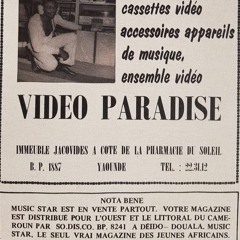 cassettes vidéo
accessoires appareils
de musique,
ensemble vidéo
VIDEO PARADISE
IMMEUBLE JACOVIDES A COTE DE LA PHARMACIE DU SOLEIL
B. P. 1887 YAOUNDE TEL. : 22.31.12
NOTA BENE
MUSIC STAR EST EN VENTE PARTOUT, VOTRE MAGAZINE
EST DISTRIBUÉ POUR L'OUEST ET LE LITTORAL DU CAME-
ROUN PAR SO.DIS.CO. BP. 8241 A DÉIDO-DOUALA. MUSIC
STAR, LE SEUL VRAI MAGAZINE DES JEUNES AFRICAINS.